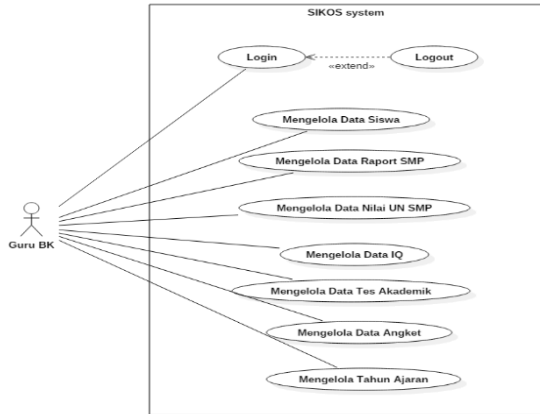 SIKOS system
Login
Logout
«extend»
Mengelola Data Siswa
Mengelola Data Raport SMP
Mengelola Data Nilai UN SMP
Guru BK
Mengelola Data IQ
Mengelola Data Tes Akademik
Mengelola Data Angket
Mengelola Tahun Ajaran